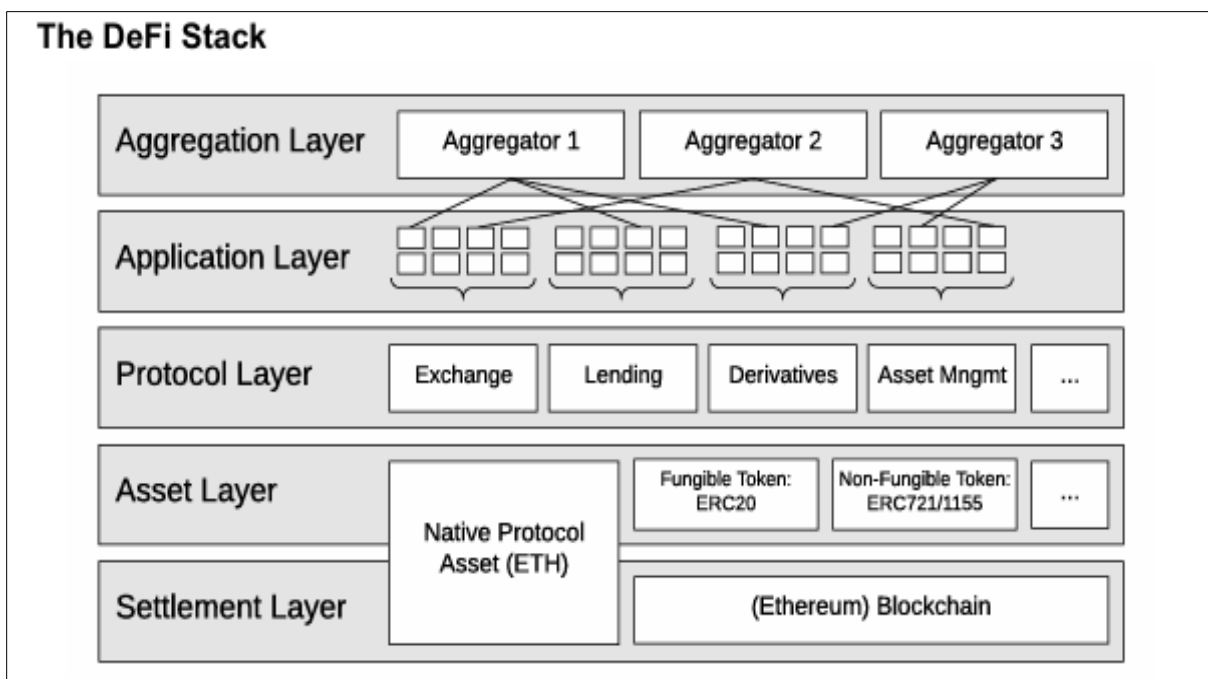 The DeFi Stack
Aggregation Layer
Aggregator 1
Aggregator 2
Aggregator 3
Application Layer
Protocol Layer
Exchange
Lending
Derivatives
Asset Mngmt
...
Asset Layer
Native Protocol
Asset (ETH)
Fungible Token:
ERC20
Non-Fungible Token:
ERC721/1155
...
Settlement Layer
(Ethereum) Blockchain